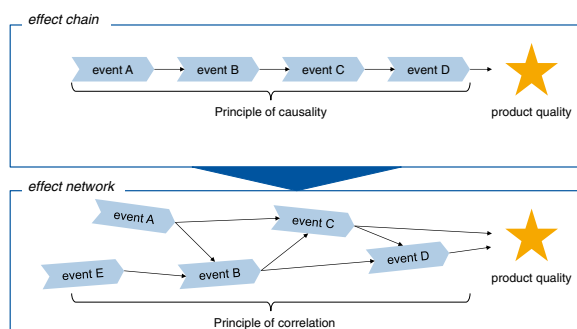 effect chain
event A
event B
event C
event D
Principle of causality
product quality
effect network
event A
event C
event E
event B
event D
product quality
Principle of correlation